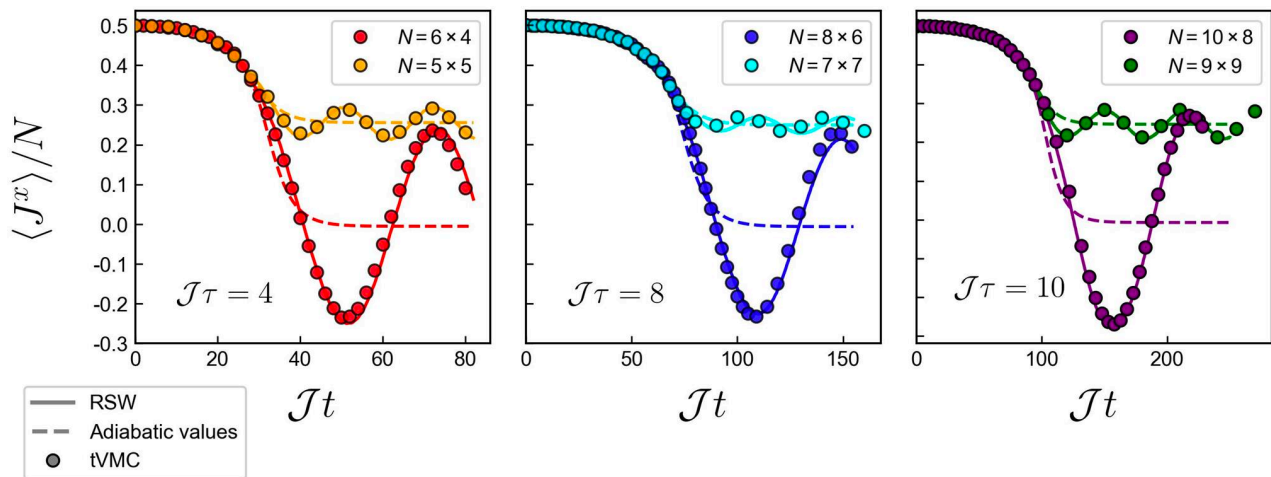 ⟨J^x⟩/N
0.5
0.4
0.3
0.2
0.1
0.0
-0.1
-0.2
-0.3
N = 6 × 4
N = 5 × 5
𝒥τ = 4
0 20 40 60 80
𝒥t
N = 8 × 6
N = 7 × 7
𝒥τ = 8
0 50 100 150
𝒥t
N = 10 × 8
N = 9 × 9
𝒥τ = 10
0 100 200
𝒥t
RSW
Adiabatic values
tVMC